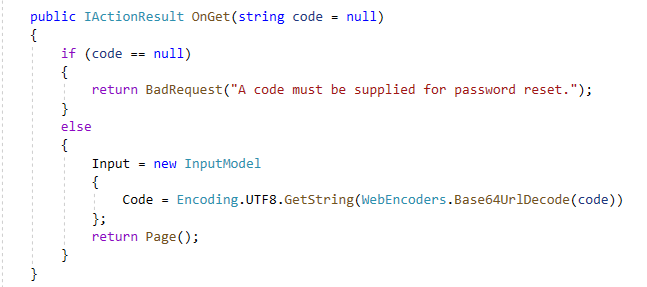 public IActionResult OnGet(string code = null)
{
    if (code == null)
    {
        return BadRequest("A code must be supplied for password reset.");
    }
    else
    {
        Input = new InputModel
        {
            Code = Encoding.UTF8.GetString(WebEncoders.Base64UrlDecode(code))
        };
        return Page();
    }
}